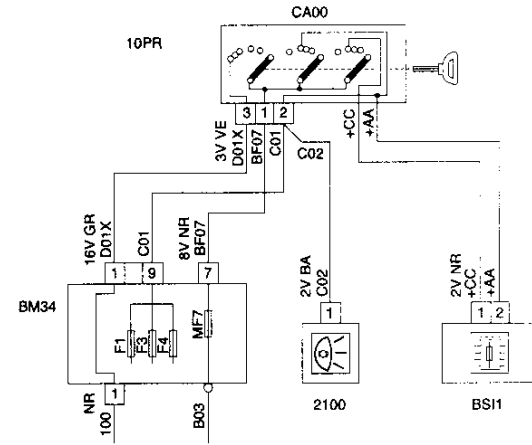 CA00
10PR
3 1 2
3V VE
D01X
BF07
C01
C02
+CC
+AA
16V GR
D01X
C01
8V NR
BF07
2V BA
C02
2V NR
+CC
+AA
1 9 7
1
1 2
BM34
F1
F3
F4
MF7
1
NR
100
B03
2100
BSI1